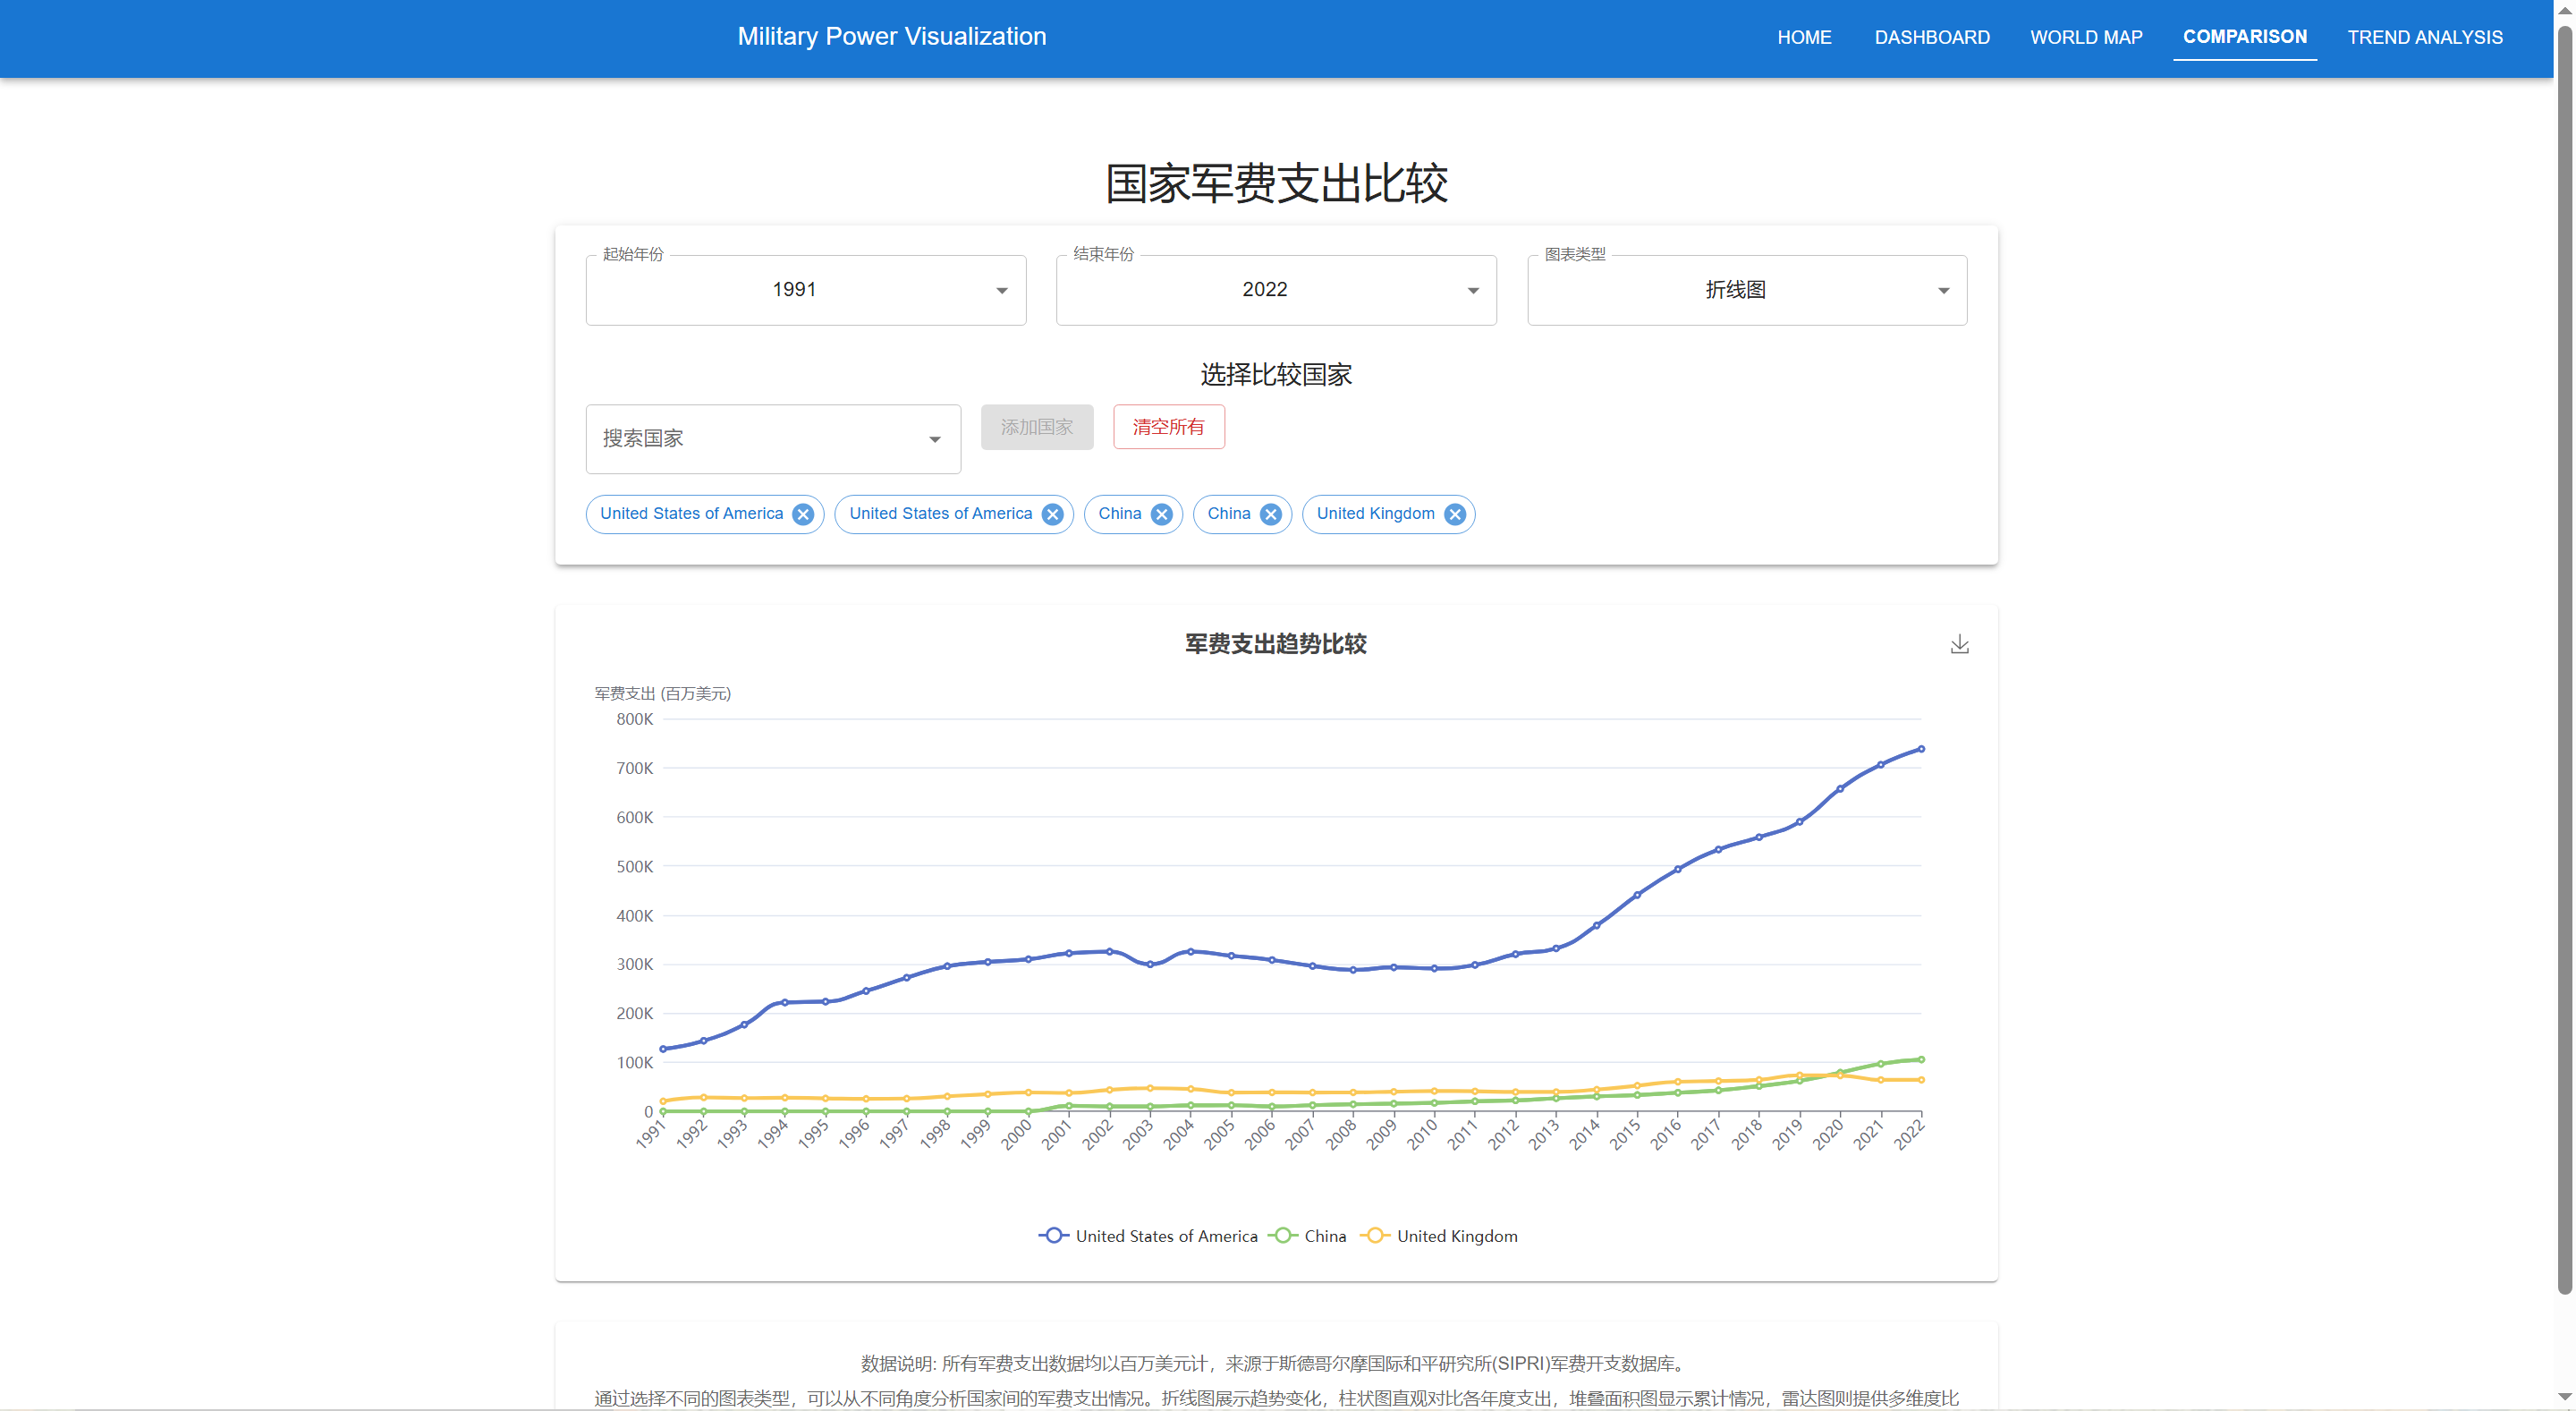 Military Power Visualization
HOME DASHBOARD WORLD MAP COMPARISON TREND ANALYSIS
国家军费支出比较
起始年份 结束年份 图表类型
1991 2022 折线图
选择比较国家
搜索国家 添加国家 清空所有
United States of America United States of America China China United Kingdom
军费支出趋势比较
军费支出 (百万美元)
800K
700K
600K
500K
400K
300K
200K
100K
0
1991 1992 1993 1994 1995 1996 1997 1998 1999 2000 2001 2002 2003 2004 2005 2006 2007 2008 2009 2010 2011 2012 2013 2014 2015 2016 2017 2018 2019 2020 2021 2022
United States of America China United Kingdom
数据说明: 所有军费支出数据均以百万美元计，来源于斯德哥尔摩国际和平研究所(SIPRI)军费开支数据库。
通过选择不同的图表类型，可以从不同角度分析国家间的军费支出情况。折线图展示趋势变化，柱状图直观对比各年度支出，堆叠面积图显示累计情况，雷达图则提供多维度比